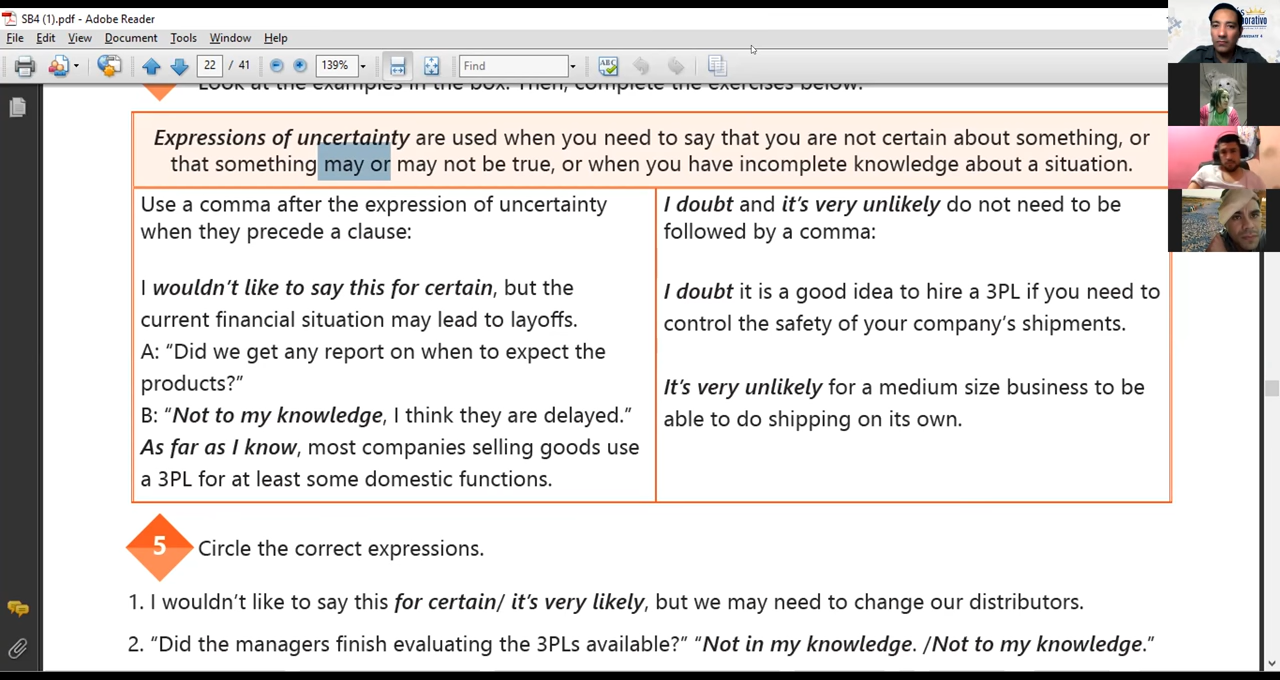 SB4 (1).pdf - Adobe Reader
File Edit View Document Tools Window Help
22 / 41 139% Find
Look at the examples in the box. Then, complete the exercises below.
Expressions of uncertainty are used when you need to say that you are not certain about something, or
that something may or may not be true, or when you have incomplete knowledge about a situation.
Use a comma after the expression of uncertainty
when they precede a clause:
I wouldn't like to say this for certain, but the
current financial situation may lead to layoffs.
A: “Did we get any report on when to expect the
products?”
B: “Not to my knowledge, I think they are delayed.”
As far as I know, most companies selling goods use
a 3PL for at least some domestic functions.
I doubt and it's very unlikely do not need to be
followed by a comma:
I doubt it is a good idea to hire a 3PL if you need to
control the safety of your company's shipments.
It's very unlikely for a medium size business to be
able to do shipping on its own.
5 Circle the correct expressions.
1. I wouldn't like to say this for certain/ it's very likely, but we may need to change our distributors.
2. “Did the managers finish evaluating the 3PLs available?” “Not in my knowledge. /Not to my knowledge.”